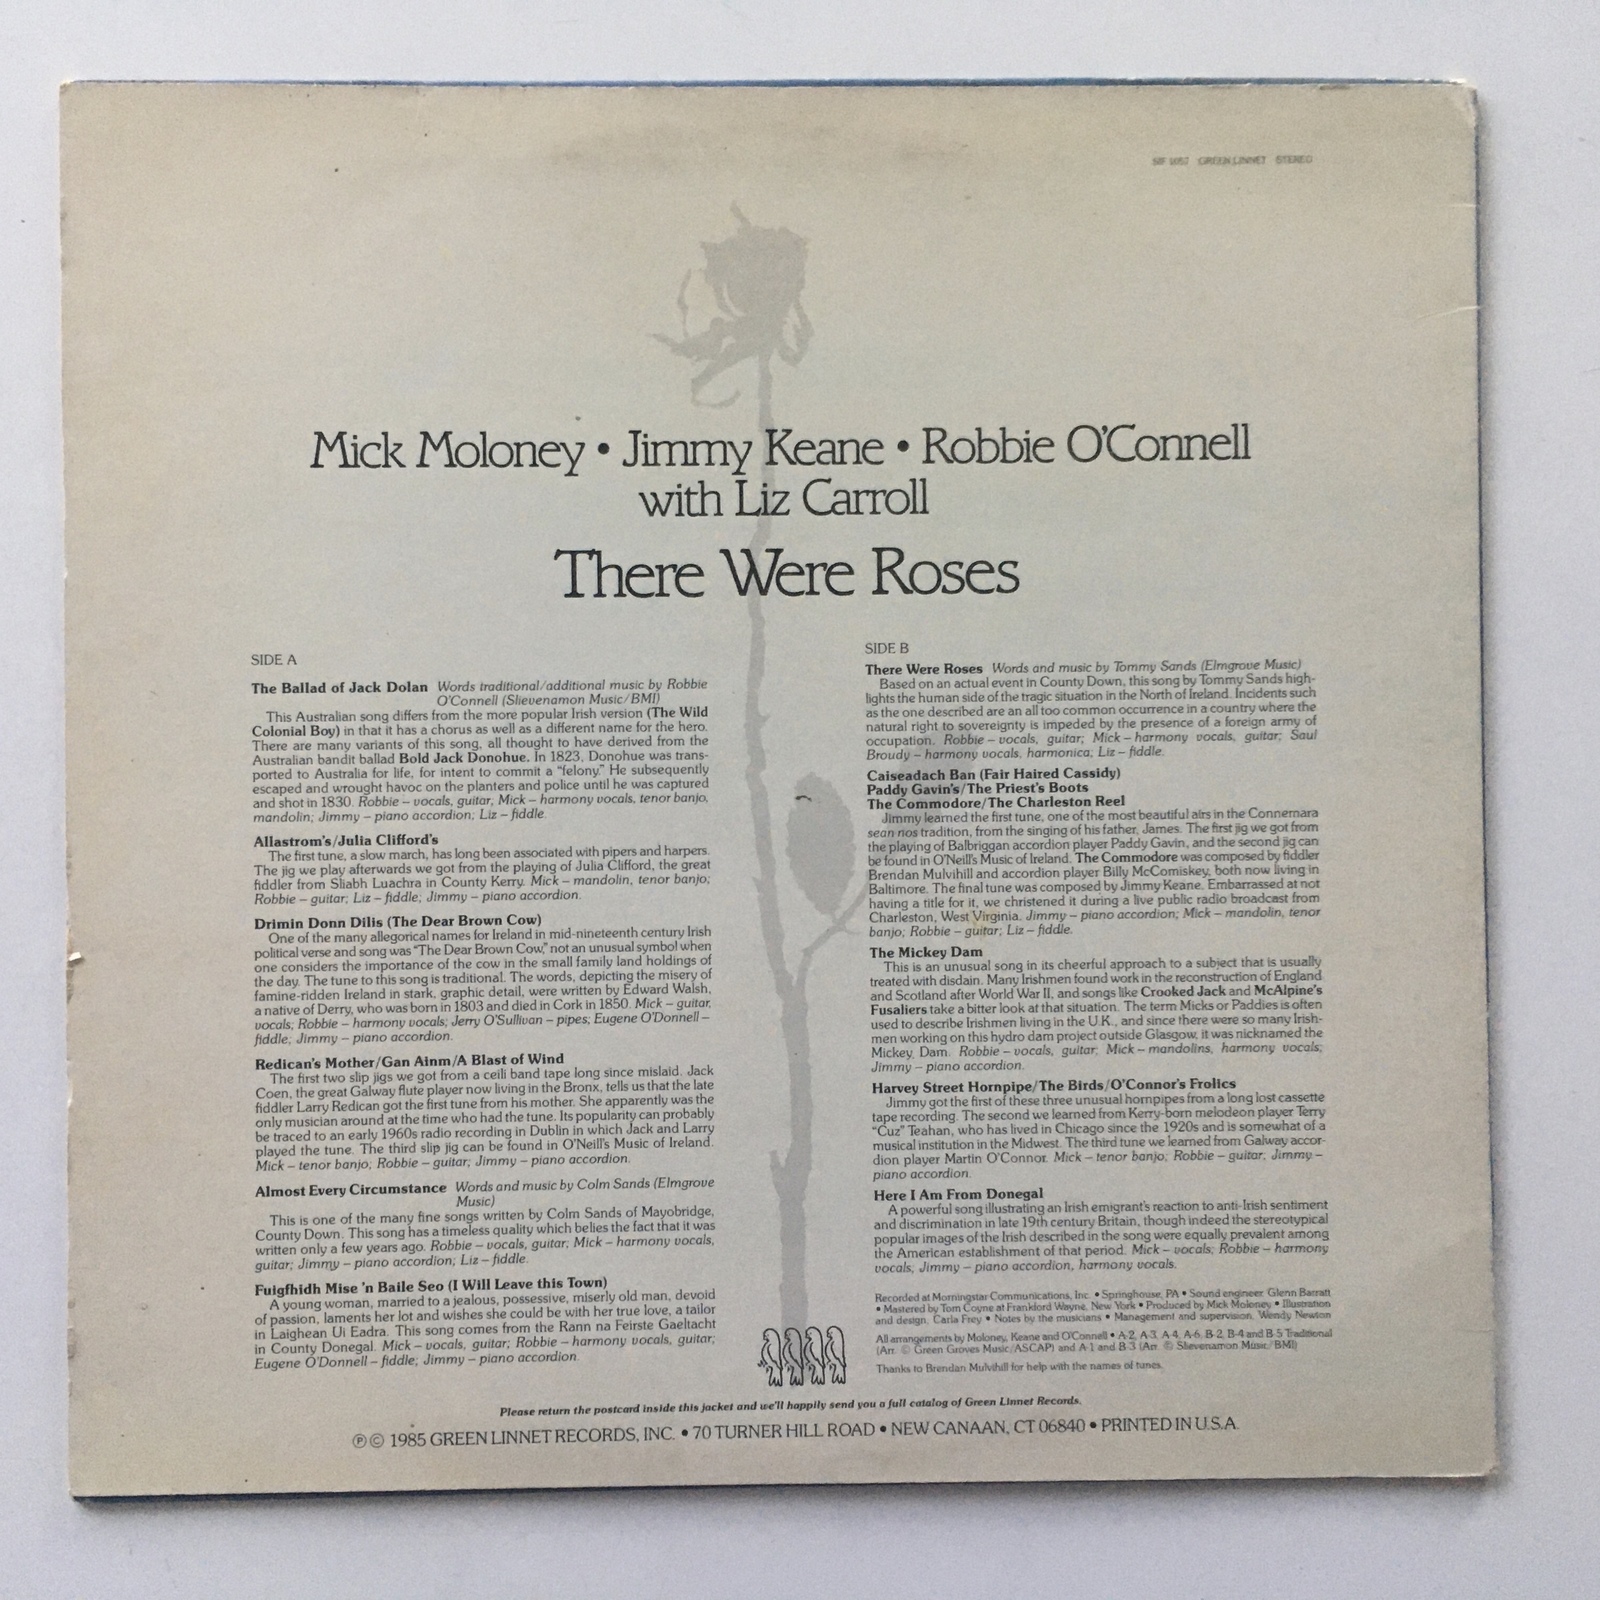 SIF 1057 GREEN LINNET STEREO
Mick Moloney • Jimmy Keane • Robbie O'Connell
with Liz Carroll
There Were Roses
SIDE A
The Ballad of Jack Dolan Words traditional/additional music by Robbie
O'Connell (Slievenamon Music/BMI)
This Australian song differs from the more popular Irish version (The Wild
Colonial Boy) in that it has a chorus as well as a different name for the hero.
There are many variants of this song, all thought to have derived from the
Australian bandit ballad Bold Jack Donohue. In 1823, Donohue was trans-
ported to Australia for life, for intent to commit a "felony." He subsequently
escaped and wrought havoc on the planters and police until he was captured
and shot in 1830. Robbie – vocals, guitar; Mick – harmony vocals, tenor banjo,
mandolin; Jimmy – piano accordion; Liz – fiddle.
Allastrom's/Julia Clifford's
The first tune, a slow march, has long been associated with pipers and harpers.
The jig we play afterwards we got from the playing of Julia Clifford, the great
fiddler from Sliabh Luachra in County Kerry. Mick – mandolin, tenor banjo;
Robbie – guitar; Liz – fiddle; Jimmy – piano accordion.
Drimin Donn Dilis (The Dear Brown Cow)
One of the many allegorical names for Ireland in mid-nineteenth century Irish
political verse and song was "The Dear Brown Cow," not an unusual symbol when
one considers the importance of the cow in the small family land holdings of
the day. The tune to this song is traditional. The words, depicting the misery of
famine-ridden Ireland in stark, graphic detail, were written by Edward Walsh,
a native of Derry, who was born in 1803 and died in Cork in 1850. Mick – guitar,
vocals; Robbie – harmony vocals; Jerry O'Sullivan – pipes; Eugene O'Donnell –
fiddle; Jimmy – piano accordion.
Redican's Mother/Gan Ainm/A Blast of Wind
The first two slip jigs we got from a ceili band tape long since mislaid. Jack
Coen, the great Galway flute player now living in the Bronx, tells us that the late
fiddler Larry Redican got the first tune from his mother. She apparently was the
only musician around at the time who had the tune. Its popularity can probably
be traced to an early 1960s radio recording in Dublin in which Jack and Larry
played the tune. The third slip jig can be found in O'Neill's Music of Ireland.
Mick – tenor banjo; Robbie – guitar; Jimmy – piano accordion.
Almost Every Circumstance Words and music by Colm Sands (Elmgrove
Music)
This is one of the many fine songs written by Colm Sands of Mayobridge,
County Down. This song has a timeless quality which belies the fact that it was
written only a few years ago. Robbie – vocals, guitar; Mick – harmony vocals,
guitar; Jimmy – piano accordion; Liz – fiddle.
Fuigfhidh Mise 'n Baile Seo (I Will Leave this Town)
A young woman, married to a jealous, possessive, miserly old man, devoid
of passion, laments her lot and wishes she could be with her true love, a tailor
in Laighean Ui Eadra. This song comes from the Rann na Feirste Gaeltacht
in County Donegal. Mick – vocals, guitar; Robbie – harmony vocals, guitar;
Eugene O'Donnell – fiddle; Jimmy – piano accordion.
SIDE B
There Were Roses Words and music by Tommy Sands (Elmgrove Music)
Based on an actual event in County Down, this song by Tommy Sands high-
lights the human side of the tragic situation in the North of Ireland. Incidents such
as the one described are an all too common occurrence in a country where the
natural right to sovereignty is impeded by the presence of a foreign army of
occupation. Robbie – vocals, guitar; Mick – harmony vocals, guitar; Saul
Broudy – harmony vocals, harmonica; Liz – fiddle.
Caiseadach Ban (Fair Haired Cassidy)
Paddy Gavin's/The Priest's Boots
The Commodore/The Charleston Reel
Jimmy learned the first tune, one of the most beautiful airs in the Connemara
sean nos tradition, from the singing of his father, James. The first jig we got from
the playing of Balbriggan accordion player Paddy Gavin, and the second jig can
be found in O'Neill's Music of Ireland. The Commodore was composed by fiddler
Brendan Mulvihill and accordion player Billy McComiskey, both now living in
Baltimore. The final tune was composed by Jimmy Keane. Embarrassed at not
having a title for it, we christened it during a live public radio broadcast from
Charleston, West Virginia. Jimmy – piano accordion; Mick – mandolin, tenor
banjo; Robbie – guitar; Liz – fiddle.
The Mickey Dam
This is an unusual song in its cheerful approach to a subject that is usually
treated with disdain. Many Irishmen found work in the reconstruction of England
and Scotland after World War II, and songs like Crooked Jack and McAlpine's
Fusaliers take a bitter look at that situation. The term Micks or Paddies is often
used to describe Irishmen living in the U.K., and since there were so many Irish-
men working on this hydro dam project outside Glasgow, it was nicknamed the
Mickey Dam. Robbie – vocals, guitar; Mick – mandolins, harmony vocals;
Jimmy – piano accordion.
Harvey Street Hornpipe/The Birds/O'Connor's Frolics
Jimmy got the first of these three unusual hornpipes from a long lost cassette
tape recording. The second we learned from Kerry-born melodeon player Terry
"Cuz" Teahan, who has lived in Chicago since the 1920s and is somewhat of a
musical institution in the Midwest. The third tune we learned from Galway accor-
dion player Martin O'Connor. Mick – tenor banjo; Robbie – guitar; Jimmy –
piano accordion.
Here I Am From Donegal
A powerful song illustrating an Irish emigrant's reaction to anti-Irish sentiment
and discrimination in late 19th century Britain, though indeed the stereotypical
popular images of the Irish described in the song were equally prevalent among
the American establishment of that period. Mick – vocals; Robbie – harmony
vocals; Jimmy – piano accordion, harmony vocals.
Recorded at Morningstar Communications, Inc. • Springhouse, PA • Sound engineer, Glenn Barratt
• Mastered by Tom Coyne at Frankford Wayne, New York • Produced by Mick Moloney • Illustration
and design, Carla Frey • Notes by the musicians • Management and supervision, Wendy Newton
All arrangements by Moloney, Keane and O'Connell • A-2, A-3, A-4, A-6, B-2, B-4 and B-5 Traditional
(Arr. © Green Groves Music/ASCAP) and A-1 and B-3 (Arr. © Slievenamon Music/BMI)
Thanks to Brendan Mulvihill for help with the names of tunes.
Please return the postcard inside this jacket and we'll happily send you a full catalog of Green Linnet Records.
℗© 1985 GREEN LINNET RECORDS, INC. • 70 TURNER HILL ROAD • NEW CANAAN, CT 06840 • PRINTED IN U.S.A.